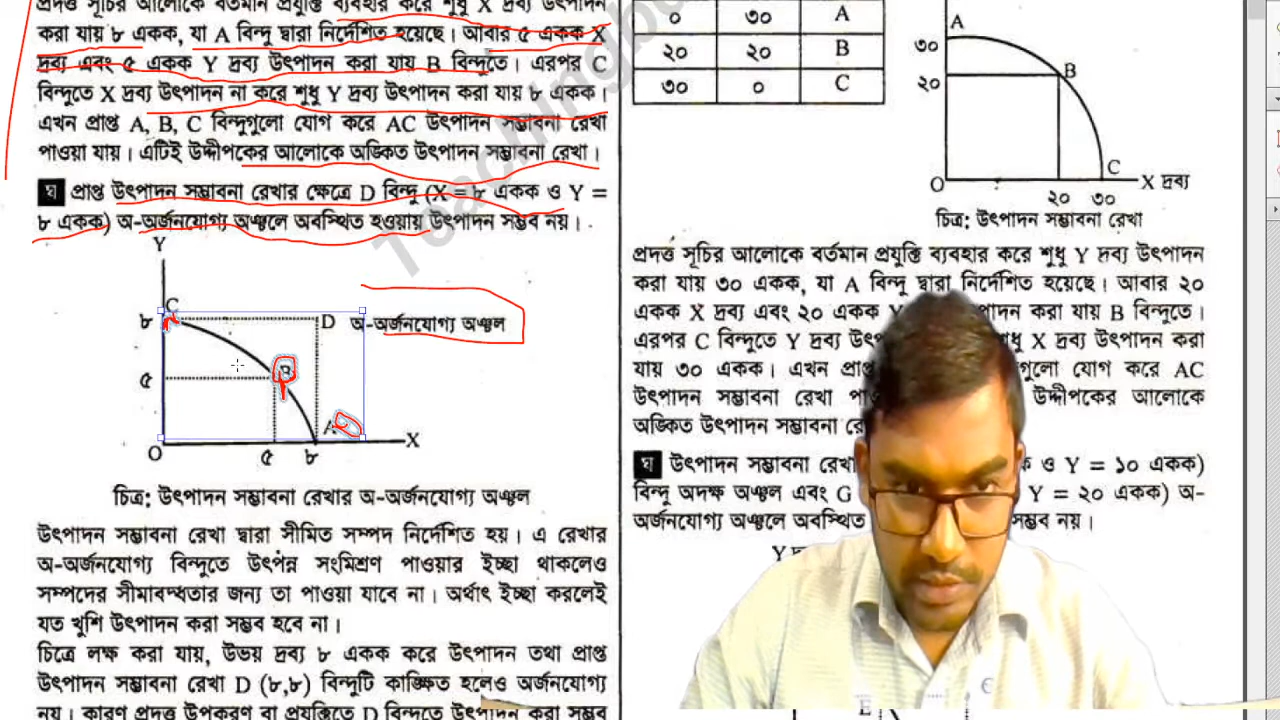 প্রদত্ত সূচির আলোকে বর্তমান প্রযুক্তি ব্যবহার করে শুধু X দ্রব্য উৎপাদন
করা যায় ৮ একক, যা A বিন্দু দ্বারা নির্দেশিত হয়েছে। আবার ৫ একক X
দ্রব্য এবং ৫ একক Y দ্রব্য উৎপাদন করা যায় B বিন্দুতে। এরপর C
বিন্দুতে X দ্রব্য উৎপাদন না করে শুধু Y দ্রব্য উৎপাদন করা যায় ৮ একক।
এখন প্রাপ্ত A, B, C বিন্দুগুলো যোগ করে AC উৎপাদন সম্ভাবনা রেখা
পাওয়া যায়। এটিই উদ্দীপকের আলোকে অঙ্কিত উৎপাদন সম্ভাবনা রেখা।
ঘ প্রাপ্ত উৎপাদন সম্ভাবনা রেখার ক্ষেত্রে D বিন্দু (X = ৮ একক ও Y =
৮ একক) অ-অর্জনযোগ্য অঞ্চলে অবস্থিত হওয়ায় উৎপাদন সম্ভব নয়।
Y
C
৮
D
অ-অর্জনযোগ্য অঞ্চল
B
৫
A
O
৫
৮
X
চিত্র: উৎপাদন সম্ভাবনা রেখার অ-অর্জনযোগ্য অঞ্চল
উৎপাদন সম্ভাবনা রেখা দ্বারা সীমিত সম্পদ নির্দেশিত হয়। এ রেখার
অ-অর্জনযোগ্য বিন্দুতে উৎপন্ন সংমিশ্রণ পাওয়ার ইচ্ছা থাকলেও
সম্পদের সীমাবদ্ধতার জন্য তা পাওয়া যাবে না। অর্থাৎ ইচ্ছা করলেই
যত খুশি উৎপাদন করা সম্ভব হবে না।
চিত্রে লক্ষ করা যায়, উভয় দ্রব্য ৮ একক করে উৎপাদন তথা প্রাপ্ত
উৎপাদন সম্ভাবনা রেখা D (৮,৮) বিন্দুটি কাঙ্ক্ষিত হলেও অর্জনযোগ্য
নয়। কারণ প্রদত্ত উপকরণ বা প্রযুক্তিতে D বিন্দুতে উৎপাদন করা সম্ভব
০ ৩০ A
২০ ২০ B
৩০ ০ C
A
৩০
B
২০
C
O
X দ্রব্য
২০ ৩০
চিত্র: উৎপাদন সম্ভাবনা রেখা
প্রদত্ত সূচির আলোকে বর্তমান প্রযুক্তি ব্যবহার করে শুধু Y দ্রব্য উৎপাদন
করা যায় ৩০ একক, যা A বিন্দু দ্বারা নির্দেশিত হয়েছে। আবার ২০
একক X দ্রব্য এবং ২০ একক করা যায় B বিন্দুতে।
এরপর C বিন্দুতে Y দ্রব্য X দ্রব্য উৎপাদন করা
যায় ৩০ একক। এখন যোগ করে AC
উৎপাদন সম্ভাবনা রেখা উদ্দীপকের আলোকে
অঙ্কিত উৎপাদন সম্ভাবনা
ঘ উৎপাদন সম্ভাবনা ও Y = ১০ একক)
বিন্দু অদক্ষ অঞ্চল এবং G Y = ২০ একক) অ-
অর্জনযোগ্য অঞ্চলে অবস্থিত সম্ভব নয়।
Y
E